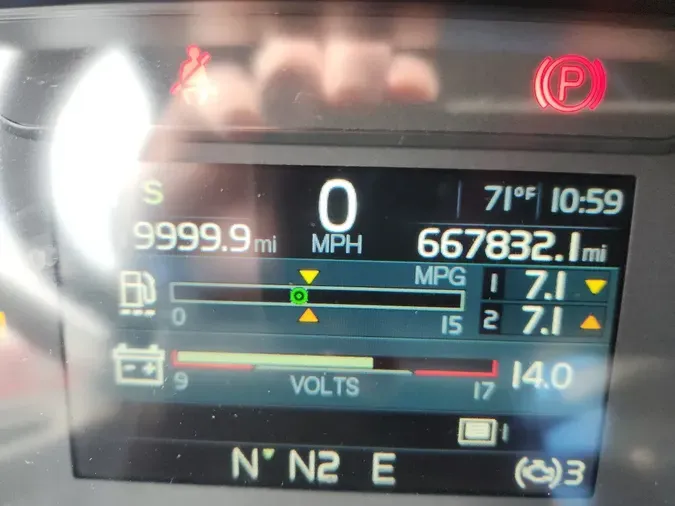 P
S 0 71°F 10:59
9999.9mi MPH 667832.1mi
MPG 1 7.1
0 15 2 7.1
9 VOLTS 17 14.0
1
N N2 E 3